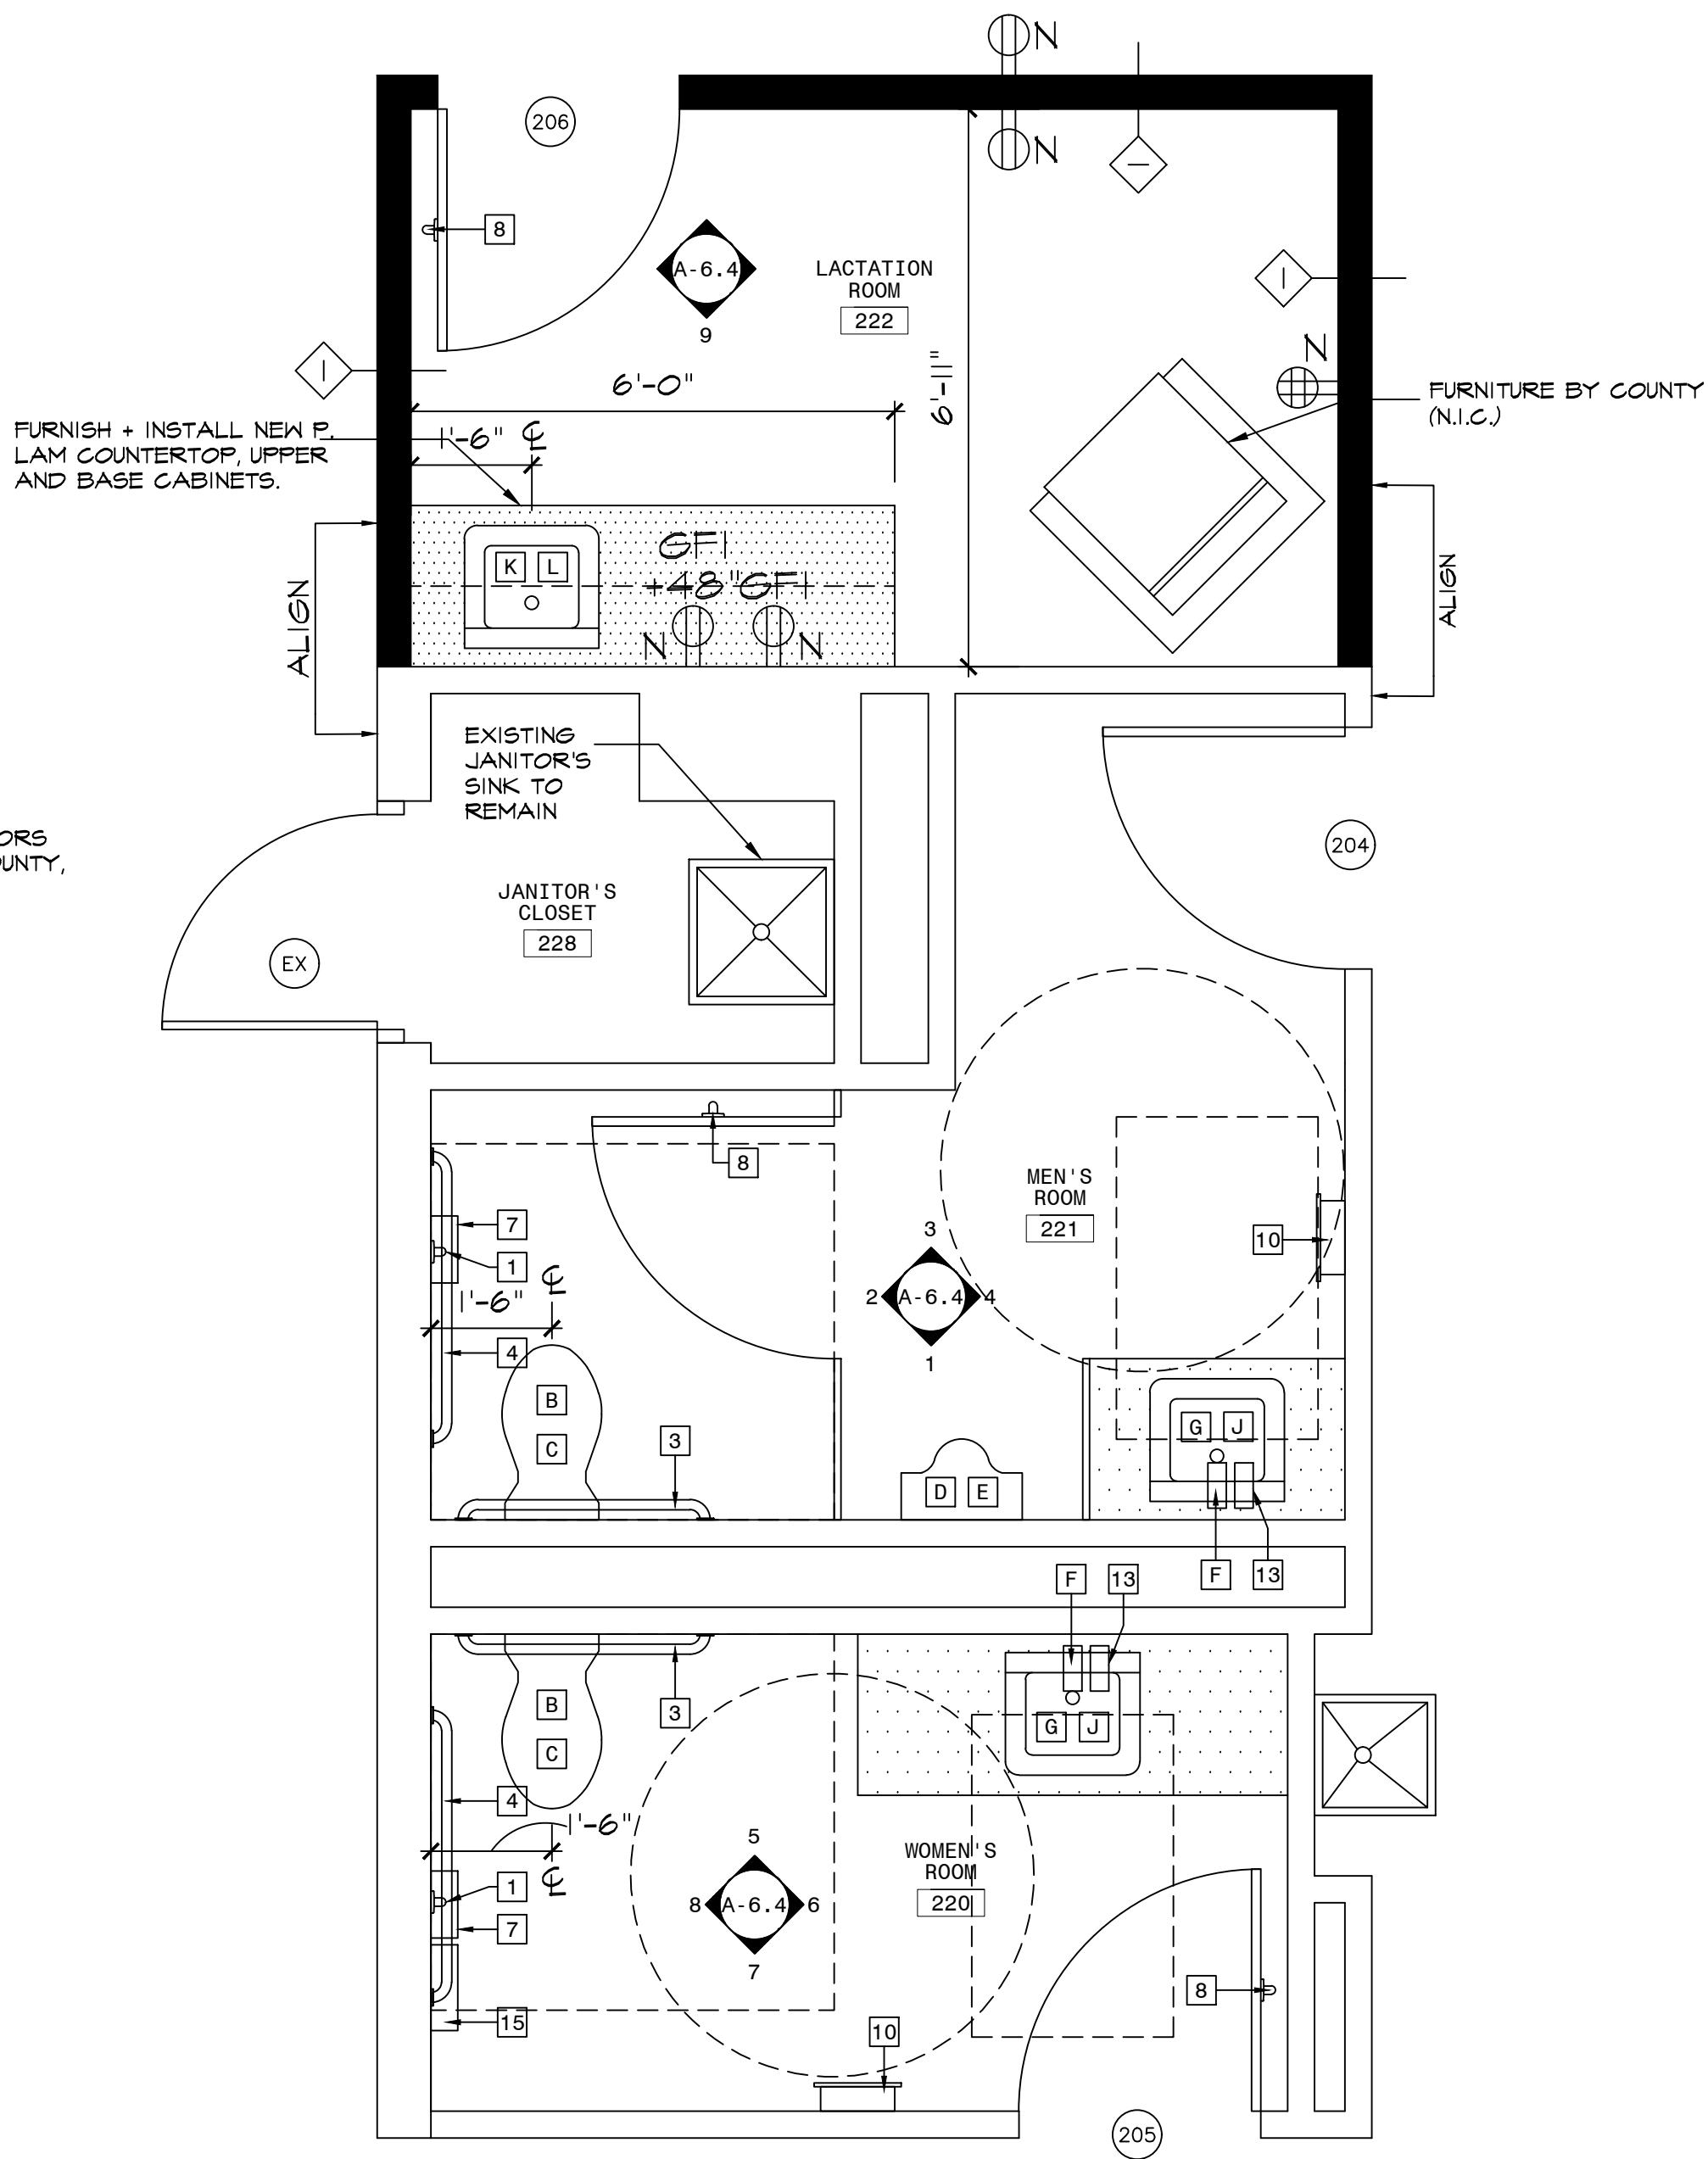 N
206
N
8
A-6.4
9
LACTATION
ROOM
222
6'-0"
6'-11"
N
FURNITURE BY COUNTY
(N.I.C.)
FURNISH + INSTALL NEW P.
LAM COUNTERTOP, UPPER
AND BASE CABINETS.
1'-6" ℄
GFI
+48" GFI
K L
N N
ALIGN
ALIGN
EXISTING
JANITOR'S
SINK TO
REMAIN
ORS
OUNTY,
204
JANITOR'S
CLOSET
228
EX
8
MEN'S
ROOM
221
7
1
10
3
2 A-6.4 4
1
1'-6" ℄
4
B
C
3
G J
D E
F 13
F 13
3
B
C
G J
4
1'-6"
℄
5
8 A-6.4 6
7
WOMEN'S
ROOM
220
1
7
8
15
10
205